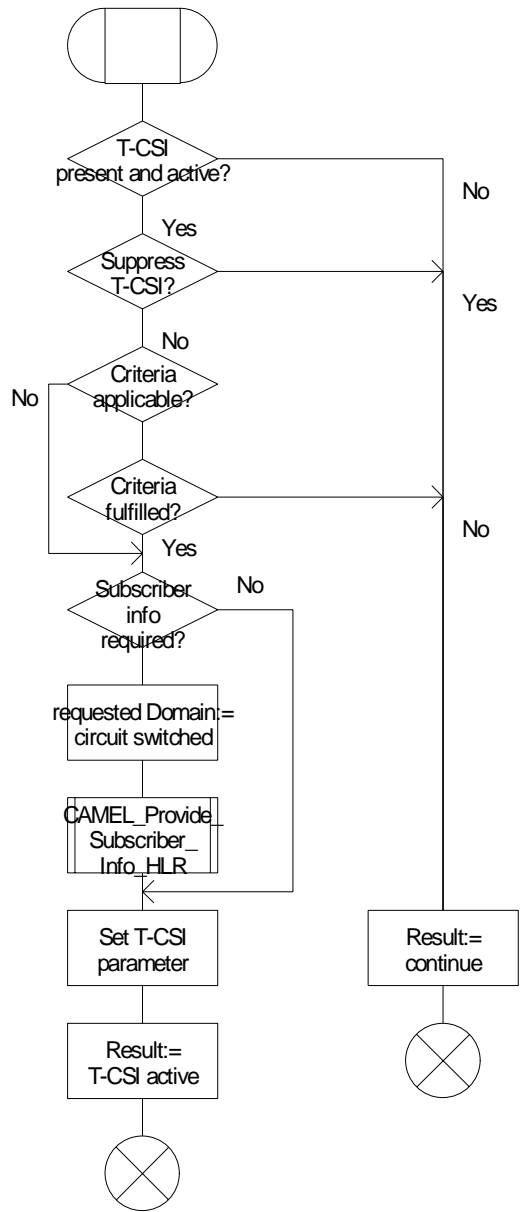 T-CSI
present and active?
No
Yes
Suppress
T-CSI?
Yes
No
Criteria
applicable?
No
Criteria
fulfilled?
No
Yes
Subscriber
info
required?
No
requested Domain:=
circuit switched
CAMEL_Provide_
Subscriber_
Info_HLR
Set T-CSI
parameter
Result:=
continue
Result:=
T-CSI active